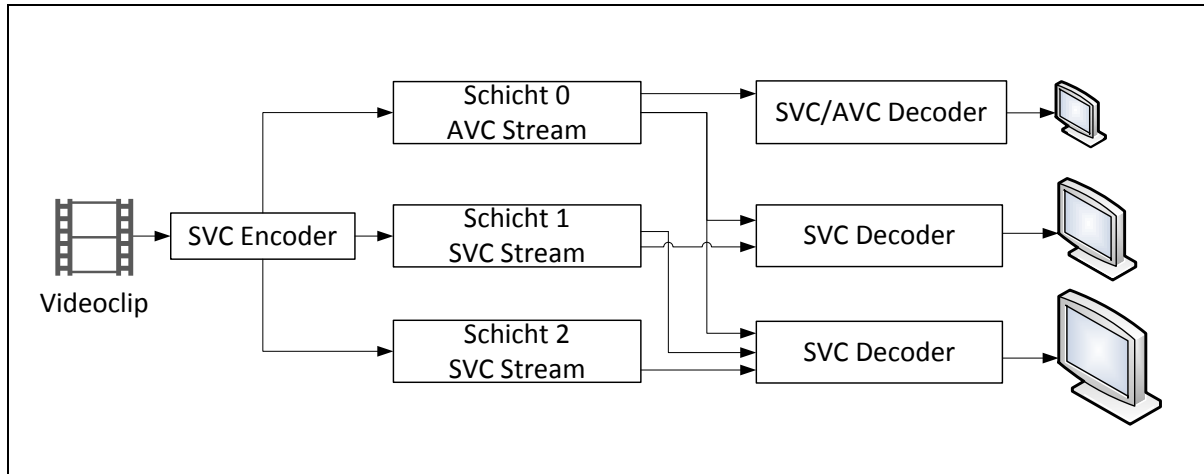 Schicht 0
AVC Stream
SVC/AVC Decoder
Videoclip
SVC Encoder
Schicht 1
SVC Stream
SVC Decoder
Schicht 2
SVC Stream
SVC Decoder